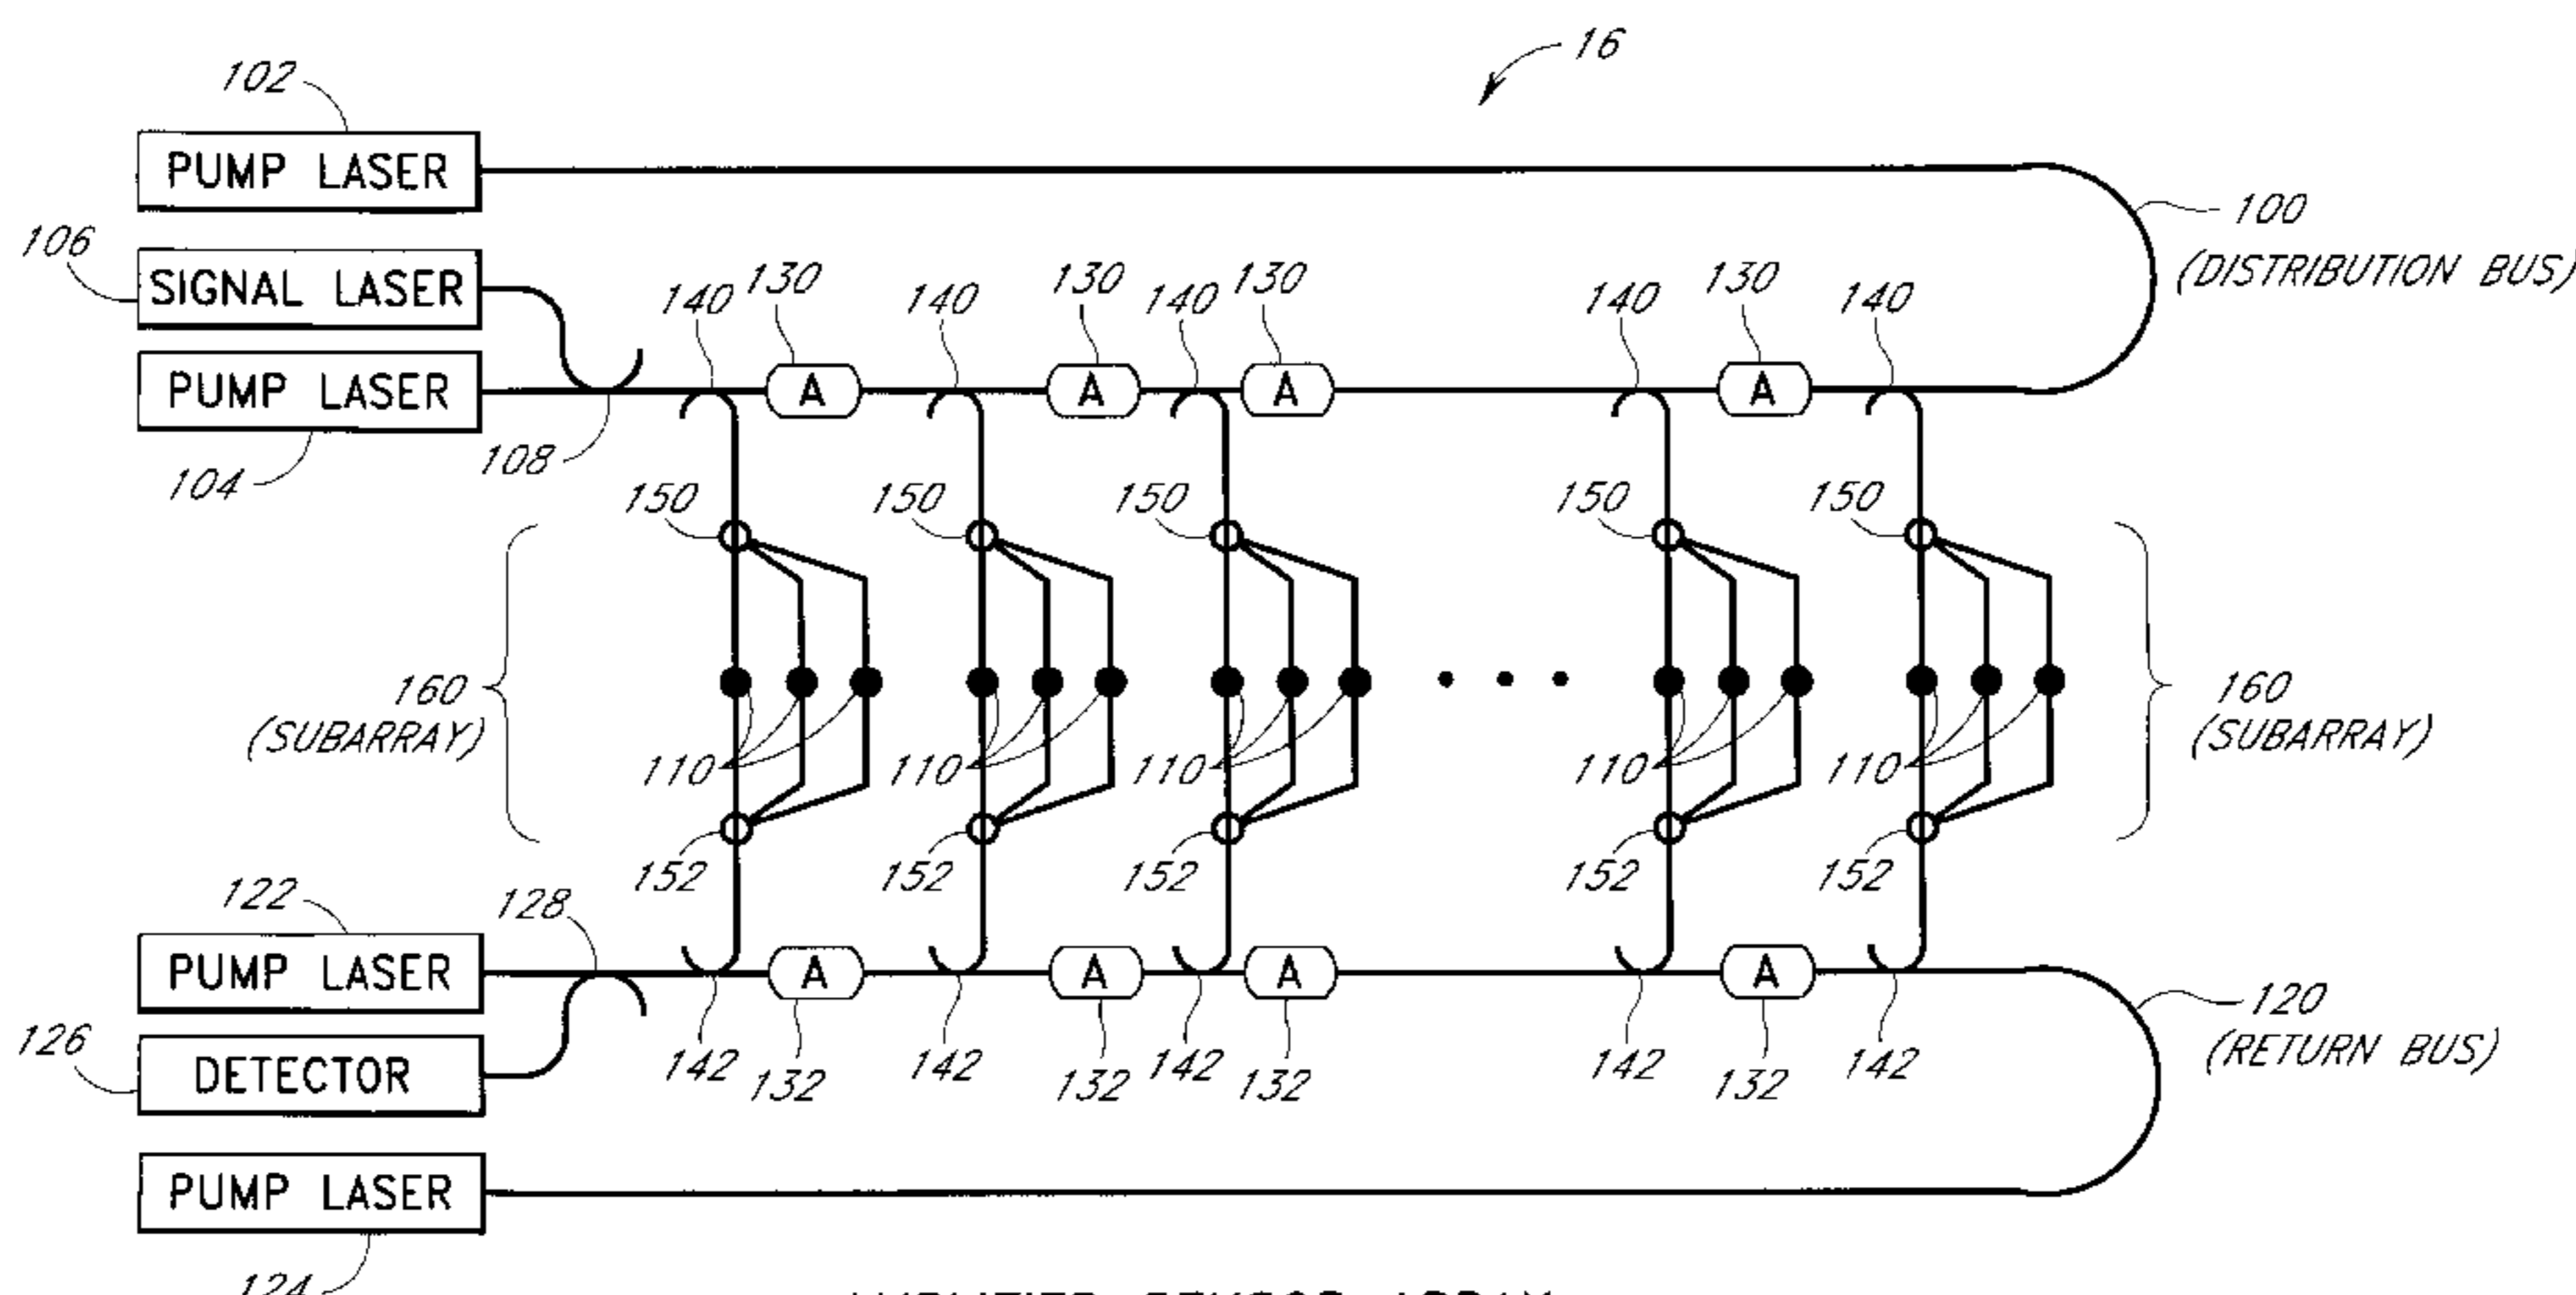 16
102
PUMP LASER
100
(DISTRIBUTION BUS)
106
SIGNAL LASER
140 130 140 130 140 130 140 130 140
PUMP LASER
104
108
150 150 150 150 150
160
(SUBARRAY)
160
(SUBARRAY)
110 110 110 110 110
A A A A
152 152 152 152 152
122
128
PUMP LASER
A A A A
120
(RETURN BUS)
126
DETECTOR
142 132 142 132 142 132 142 132 142
PUMP LASER
124
SENSOR ARRAY